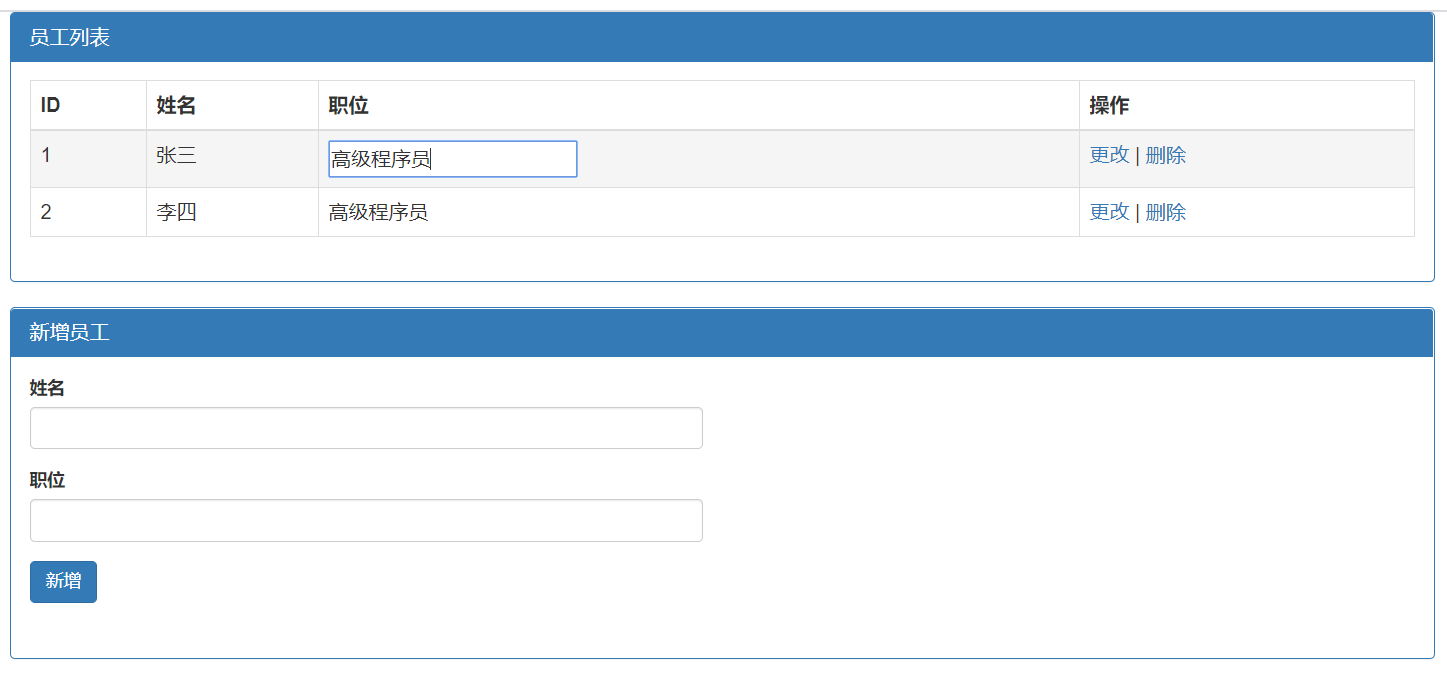 员工列表
ID 姓名 职位 操作
1 张三 高级程序员 更改 | 删除
2 李四 高级程序员 更改 | 删除
新增员工
姓名
职位
新增